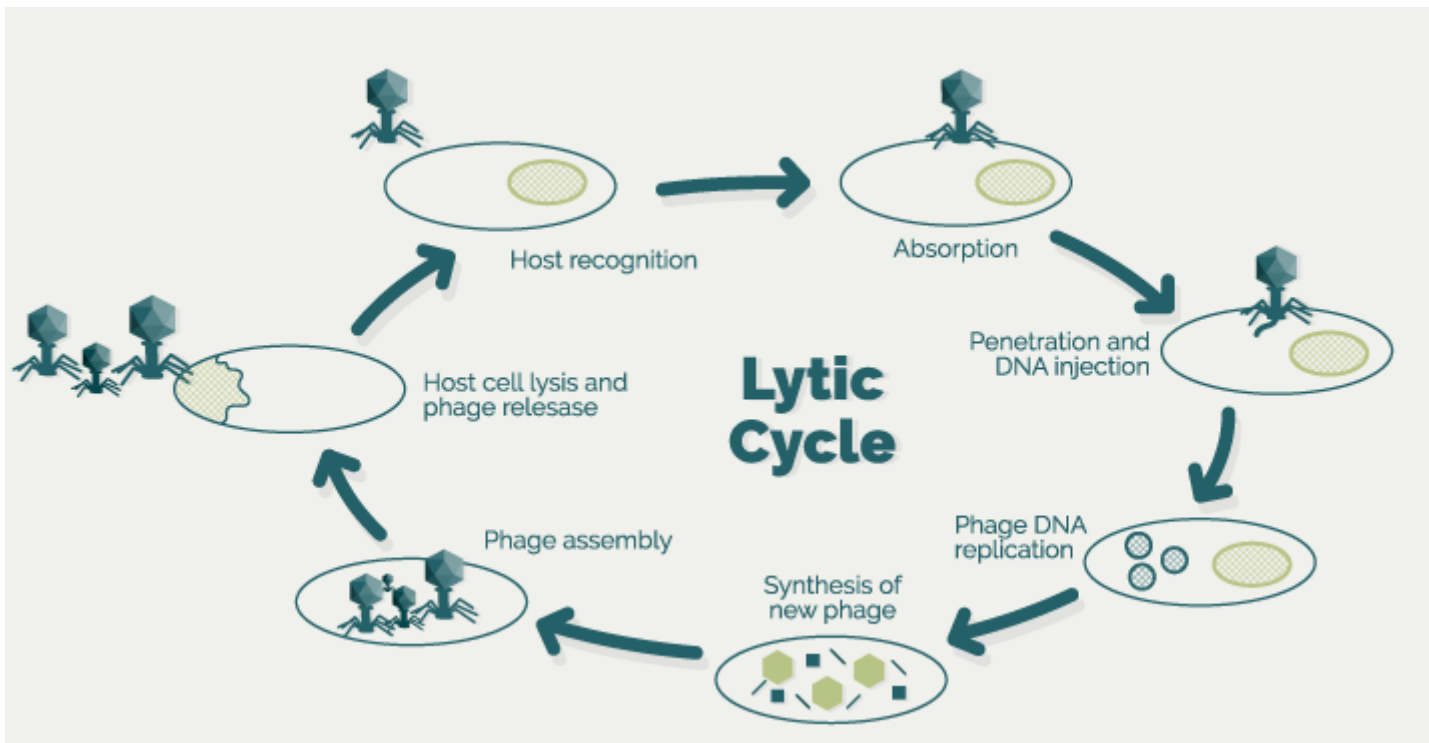 Host recognition
Absorption
Penetration and
DNA injection
Phage DNA
replication
Synthesis of
new phage
Phage assembly
Host cell lysis and
phage relesase
Lytic
Cycle